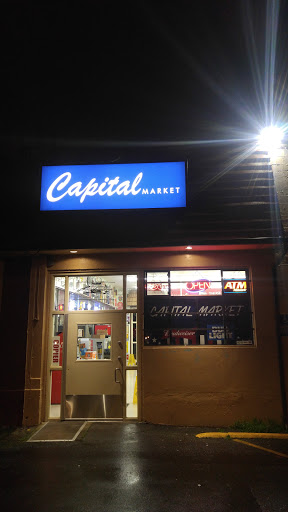 Capital MARKET
OPEN
ATM
CAPITAL MARKET
Budweiser
LIGHT